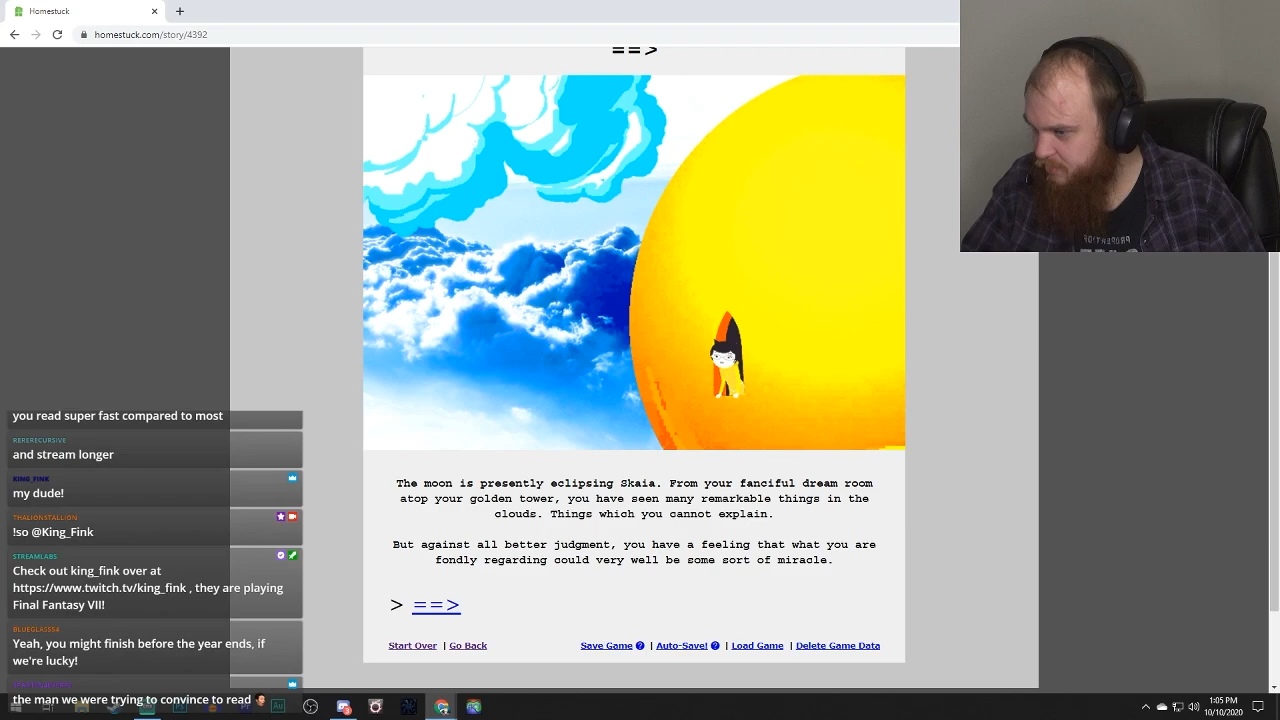 Homestuck
homestuck.com/story/4392
==>
The moon is presently eclipsing Skaia. From your fanciful dream room
atop your golden tower, you have seen many remarkable things in the
clouds. Things which you cannot explain.
But against all better judgment, you have a feeling that what you are
fondly regarding could very well be some sort of miracle.
> ==>
Start Over | Go Back
Save Game ? | Auto-Save! ? | Load Game | Delete Game Data
you read super fast compared to most
RERERECURSIVE
and stream longer
KING_FINK
my dude!
THALIONSTALLION
!so @King_Fink
STREAMLABS
Check out king_fink over at
https://www.twitch.tv/king_fink , they are playing
Final Fantasy VII!
BLUEGLASS54
Yeah, you might finish before the year ends, if
we're lucky!
the man we were trying to convince to read
1:05 PM
10/10/2020